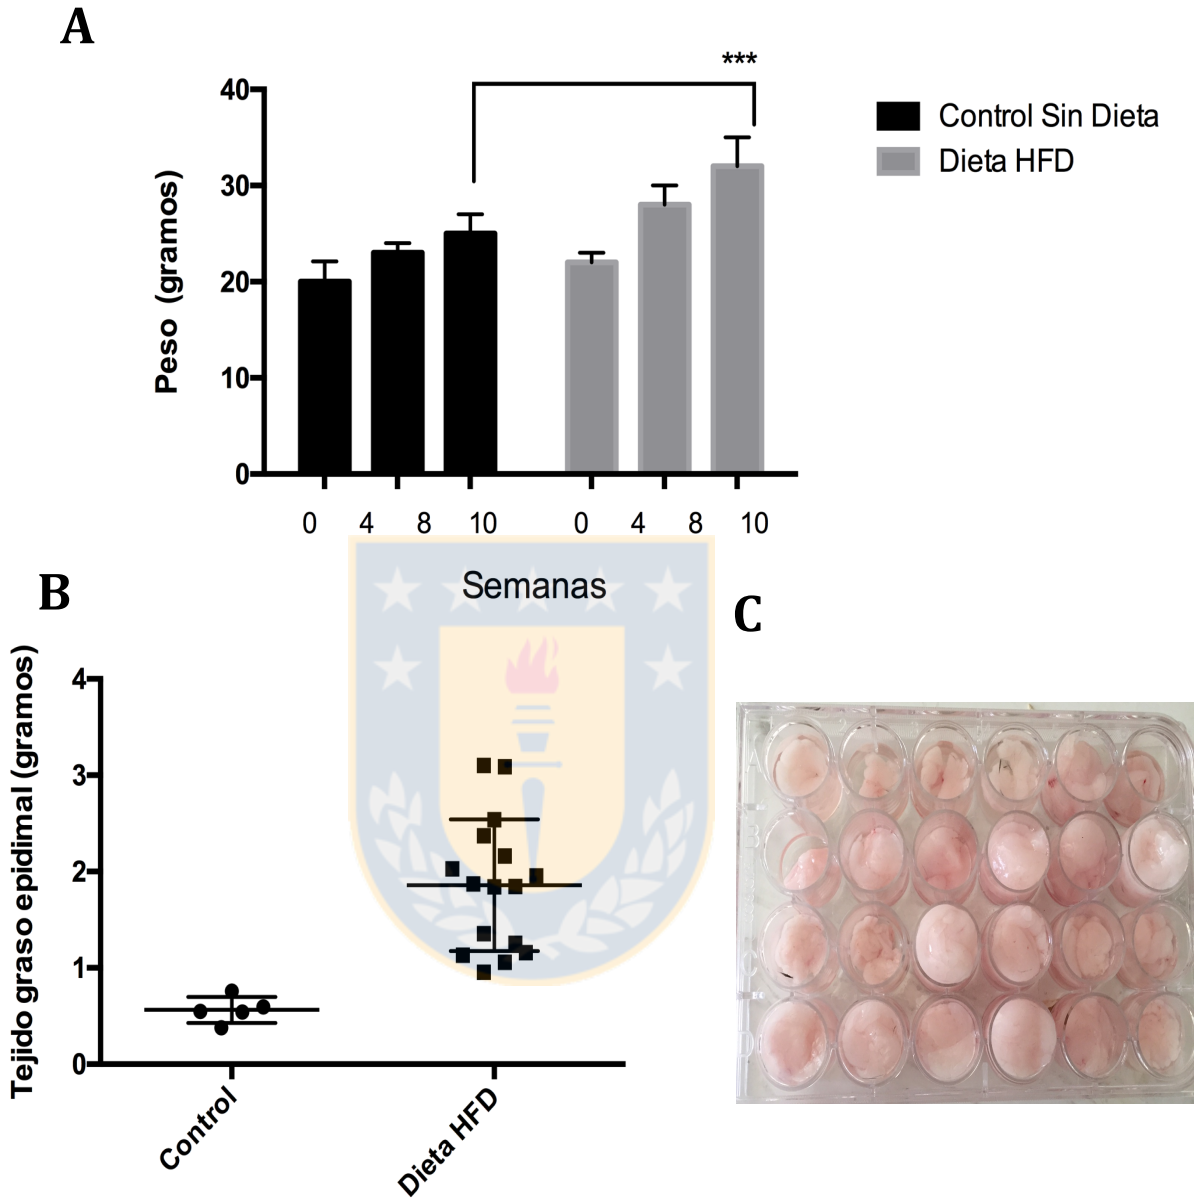 A
***
Control Sin Dieta
Dieta HFD
Peso (gramos)
40
30
20
10
0
0 4 8 10 0 4 8 10
Semanas
B
Tejido graso epidimal (gramos)
4
3
2
1
0
Control
Dieta HFD
C
A
B
C
D